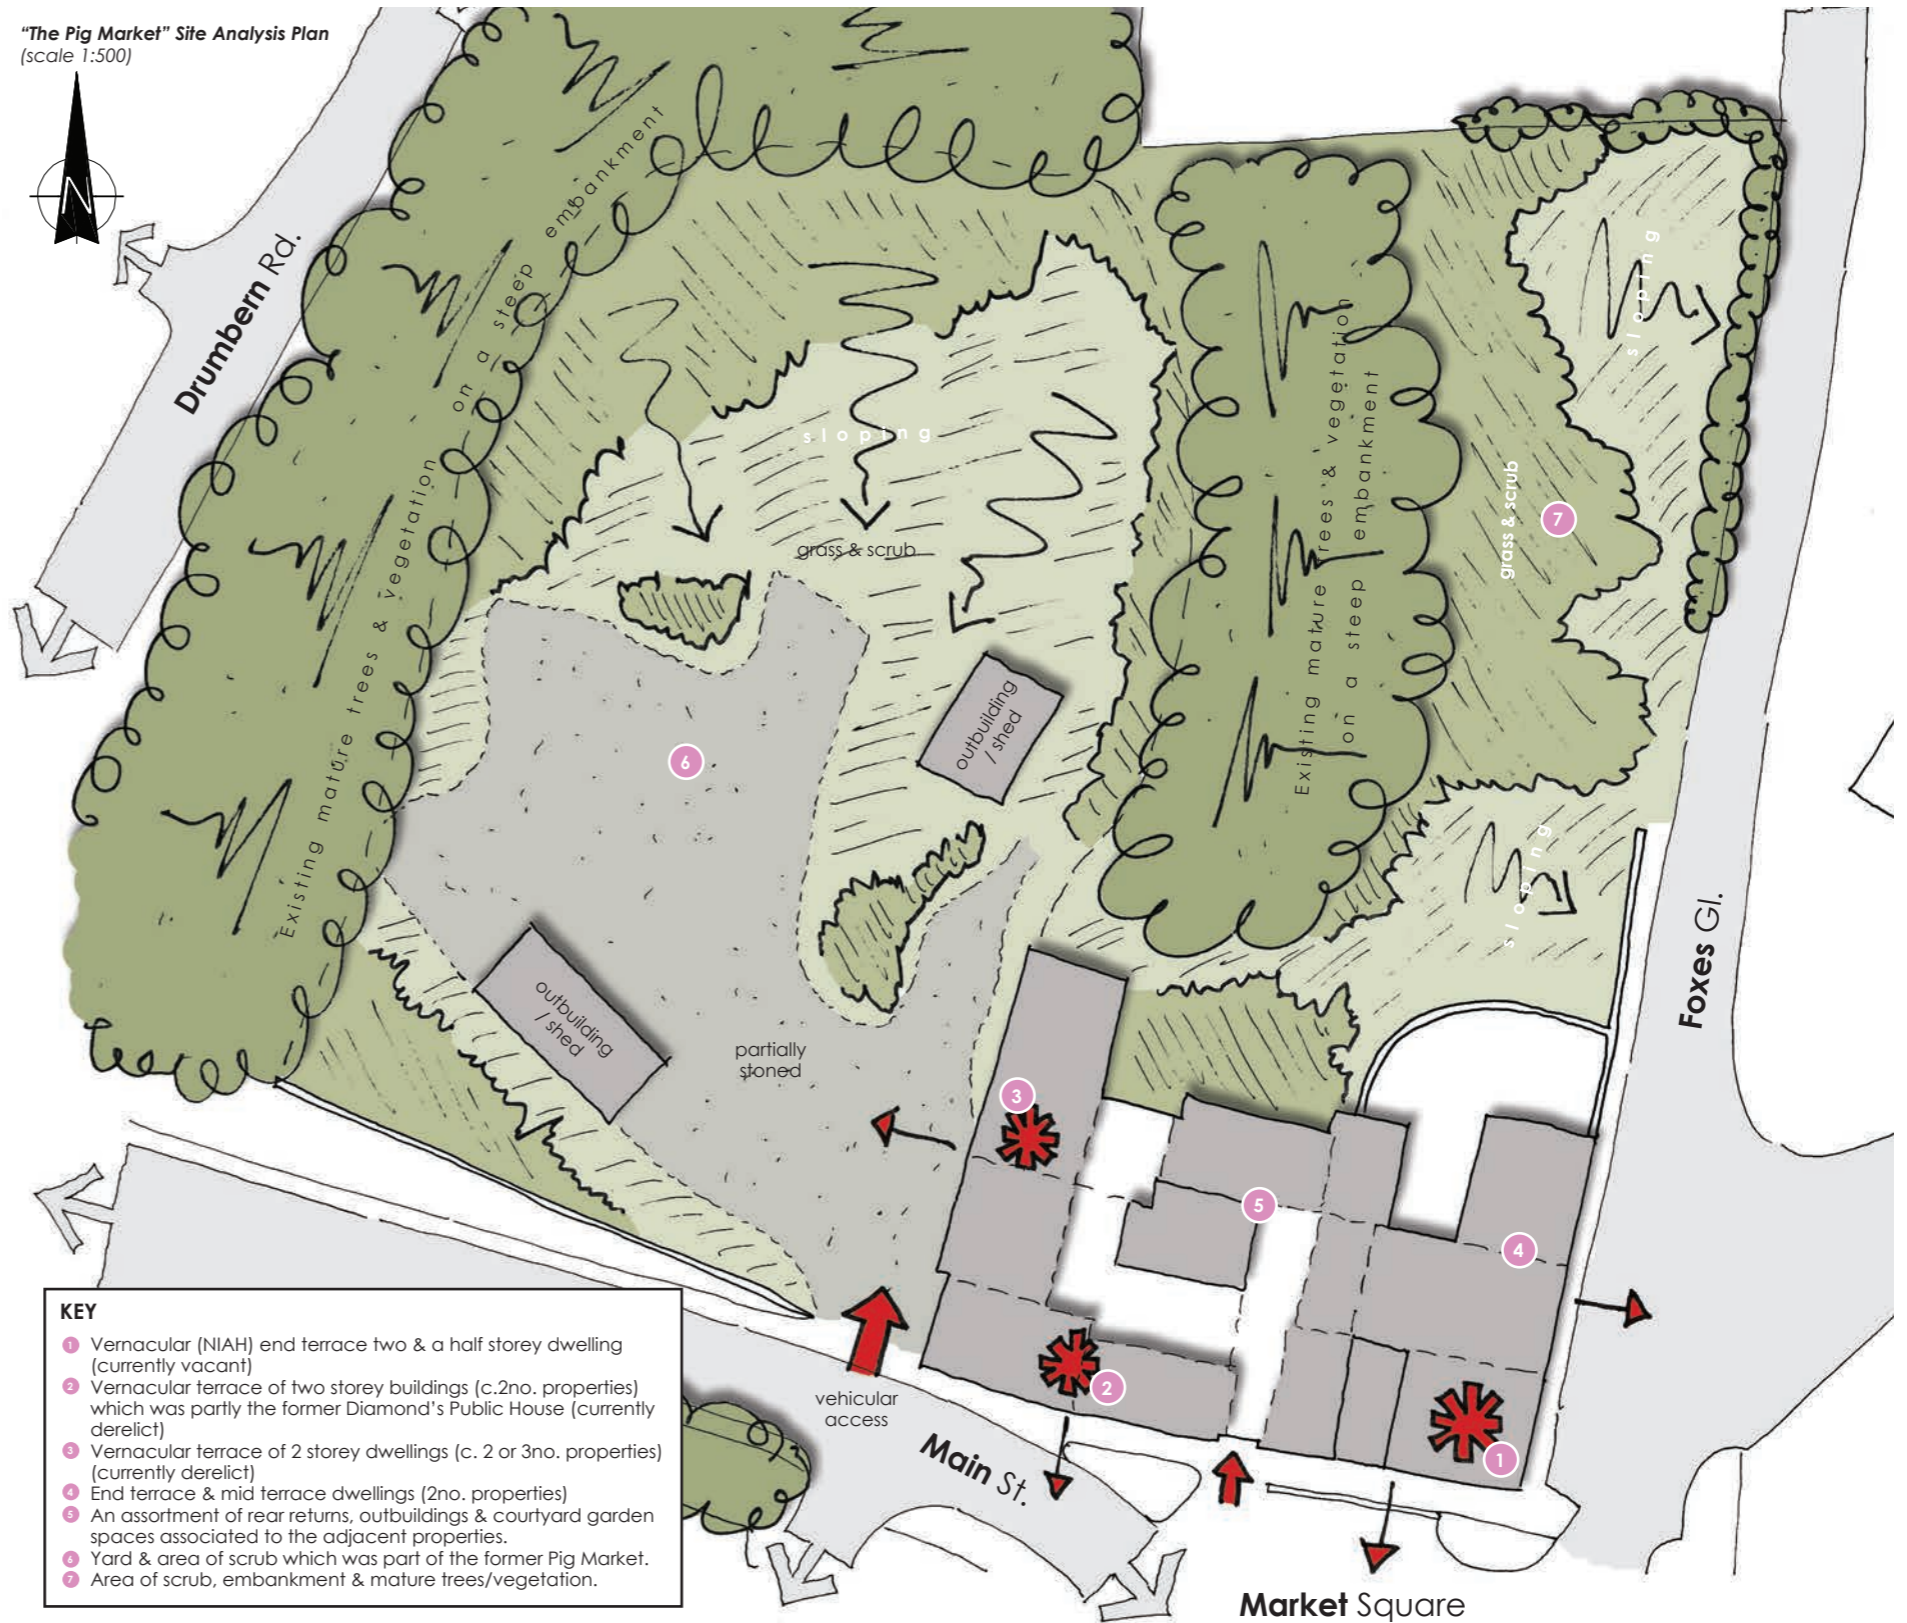 "The Pig Market" Site Analysis Plan
(scale 1:500)
N
Drumbern Rd.
Existing mature trees & vegetation on a steep embankment
sloping
grass & scrub
Existing mature trees & vegetation
on a steep embankment
sloping
grass & scrub
7
sloping
outbuilding
/ shed
6
outbuilding
/ shed
partially
stoned
3
5
4
2
1
Foxes Gl.
vehicular
access
Main St.
Market Square
KEY
1 Vernacular (NIAH) end terrace two & a half storey dwelling
(currently vacant)
2 Vernacular terrace of two storey buildings (c.2no. properties)
which was partly the former Diamond's Public House (currently
derelict)
3 Vernacular terrace of 2 storey dwellings (c. 2 or 3no. properties)
(currently derelict)
4 End terrace & mid terrace dwellings (2no. properties)
5 An assortment of rear returns, outbuildings & courtyard garden
spaces associated to the adjacent properties.
6 Yard & area of scrub which was part of the former Pig Market.
7 Area of scrub, embankment & mature trees/vegetation.